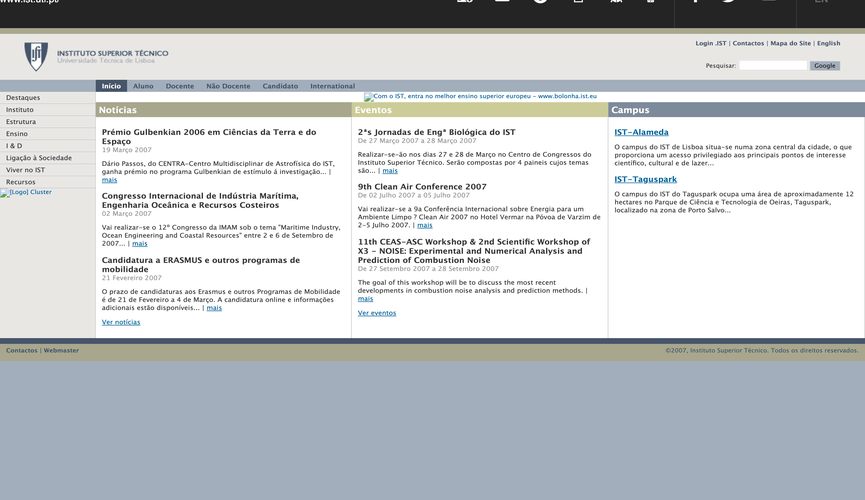 www.ist.utl.pt
EN
INSTITUTO SUPERIOR TÉCNICO
Universidade Técnica de Lisboa
Login .IST | Contactos | Mapa do Site | English
Pesquisar:
Google
Início Aluno Docente Não Docente Candidato International
Destaques
Instituto
Estrutura
Ensino
I & D
Ligação à Sociedade
Viver no IST
Recursos
[Logo] Cluster
Com o IST, entra no melhor ensino superior europeu - www.bolonha.ist.eu
Notícias
Prémio Gulbenkian 2006 em Ciências da Terra e do
Espaço
19 Março 2007
Dário Passos, do CENTRA-Centro Multidisciplinar de Astrofísica do IST,
ganha prémio no programa Gulbenkian de estímulo á investigação... |
mais
Congresso Internacional de Indústria Marítima,
Engenharia Oceânica e Recursos Costeiros
02 Março 2007
Vai realizar-se o 12º Congresso da IMAM sob o tema "Maritime Industry,
Ocean Engineering and Coastal Resources" entre 2 e 6 de Setembro de
2007... | mais
Candidatura a ERASMUS e outros programas de
mobilidade
21 Fevereiro 2007
O prazo de candidaturas aos Erasmus e outros Programas de Mobilidade
é de 21 de Fevereiro a 4 de Março. A candidatura online e informações
adicionais estão disponíveis... | mais
Ver notícias
Eventos
2ªs Jornadas de Engª Biológica do IST
De 27 Março 2007 a 28 Março 2007
Realizar-se-ão nos dias 27 e 28 de Março no Centro de Congressos do
Instituto Superior Técnico. Serão compostas por 4 paineis cujos temas
são... | mais
9th Clean Air Conference 2007
De 02 Julho 2007 a 05 Julho 2007
Vai realizar-se a 9a Conferência Internacional sobre Energia para um
Ambiente Limpo ? Clean Air 2007 no Hotel Vermar na Póvoa de Varzim de
2-5 Julho 2007. | mais
11th CEAS-ASC Workshop & 2nd Scientific Workshop of
X3 - NOISE: Experimental and Numerical Analysis and
Prediction of Combustion Noise
De 27 Setembro 2007 a 28 Setembro 2007
The goal of this workshop will be to discuss the most recent
developments in combustion noise analysis and prediction methods. |
mais
Ver eventos
Campus
IST-Alameda
O campus do IST de Lisboa situa-se numa zona central da cidade, o que
proporciona um acesso privilegiado aos principais pontos de interesse
científico, cultural e de lazer...
IST-Taguspark
O campus do IST do Taguspark ocupa uma área de aproximadamente 12
hectares no Parque de Ciência e Tecnologia de Oeiras, Taguspark,
localizado na zona de Porto Salvo...
Contactos | Webmaster
©2007, Instituto Superior Técnico. Todos os direitos reservados.